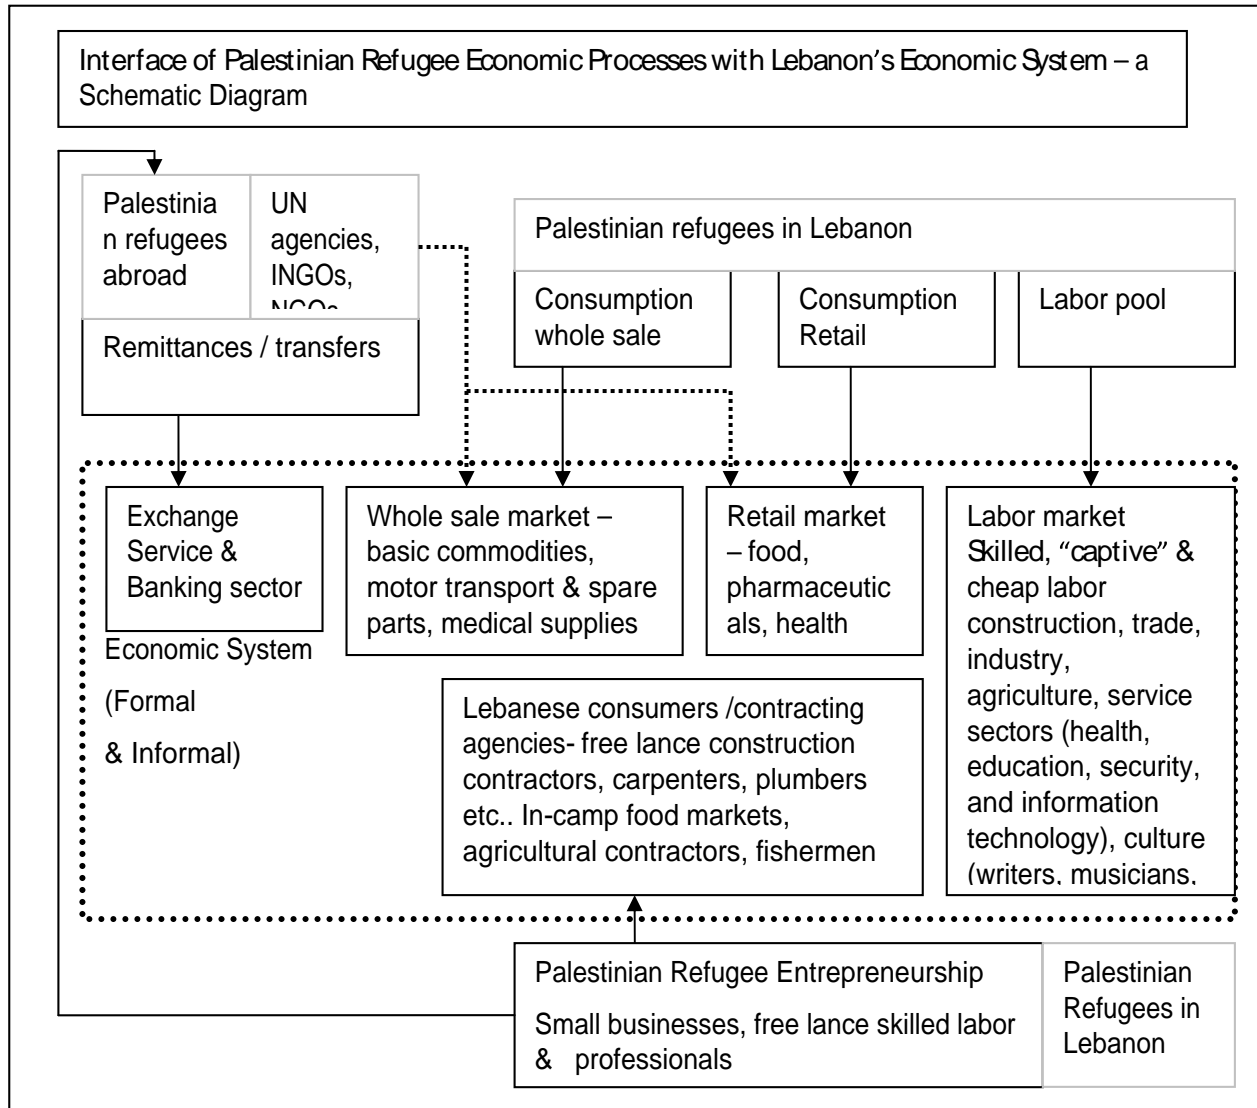 Interface of Palestinian Refugee Economic Processes with Lebanon's Economic System – a
Schematic Diagram
Palestinia
n refugees
abroad
UN
agencies,
INGOs,
NGOs
Remittances / transfers
Palestinian refugees in Lebanon
Consumption
whole sale
Consumption
Retail
Labor pool
Exchange
Service &
Banking sector
Economic System
(Formal
& Informal)
Whole sale market –
basic commodities,
motor transport & spare
parts, medical supplies
Retail market
– food,
pharmaceutic
als, health
Labor market
Skilled, "captive" &
cheap labor
construction, trade,
industry,
agriculture, service
sectors (health,
education, security,
and information
technology), culture
(writers, musicians,
Lebanese consumers /contracting
agencies- free lance construction
contractors, carpenters, plumbers
etc.. In-camp food markets,
agricultural contractors, fishermen
Palestinian Refugee Entrepreneurship
Small businesses, free lance skilled labor
& professionals
Palestinian
Refugees in
Lebanon